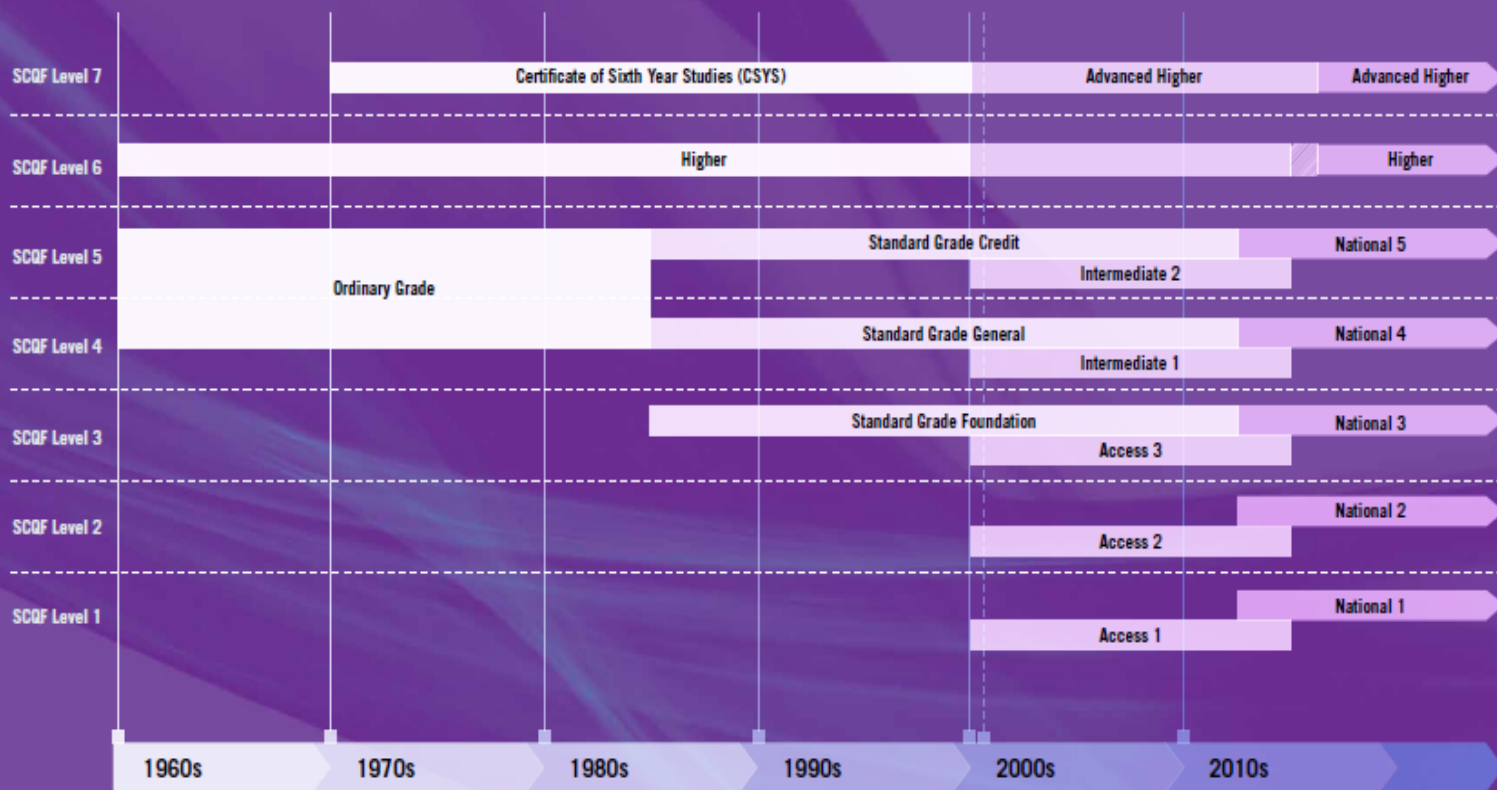 SCQF Level 7
Certificate of Sixth Year Studies (CSYS)
Advanced Higher
Advanced Higher
SCQF Level 6
Higher
Higher
SCQF Level 5
Standard Grade Credit
National 5
Intermediate 2
Ordinary Grade
SCQF Level 4
Standard Grade General
National 4
Intermediate 1
SCQF Level 3
Standard Grade Foundation
National 3
Access 3
SCQF Level 2
National 2
Access 2
SCQF Level 1
National 1
Access 1
1960s
1970s
1980s
1990s
2000s
2010s